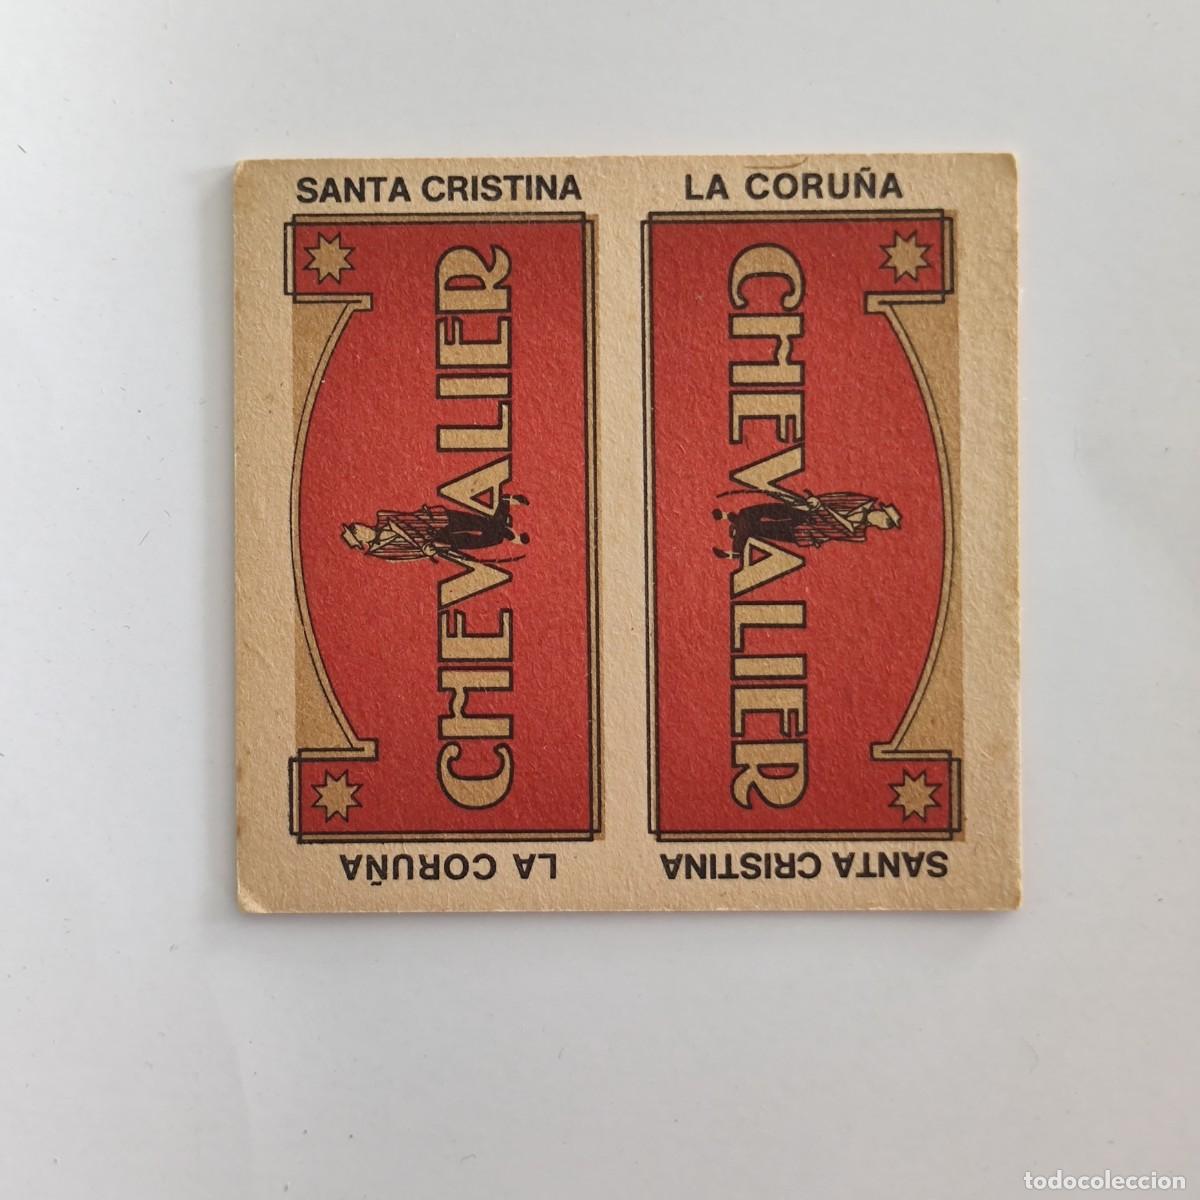 SANTA CRISTINA
LA CORUÑA
CHEVALIER
CHEVALIER
LA CORUÑA
SANTA CRISTINA
todocoleccion